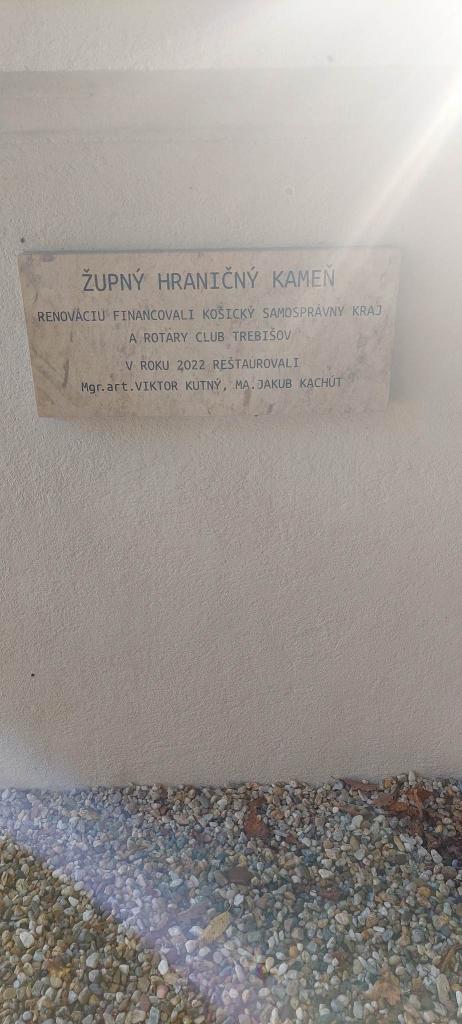 ŽUPNÝ HRANIČNÝ KAMEŇ
RENOVÁCIU FINANCOVALI KOŠICKÝ SAMOSPRÁVNY KRAJ
A ROTARY CLUB TREBIŠOV
V ROKU 2022 REŠTAUROVALI
Mgr.art.VIKTOR KUTNÝ, MA.JAKUB KACHÚT